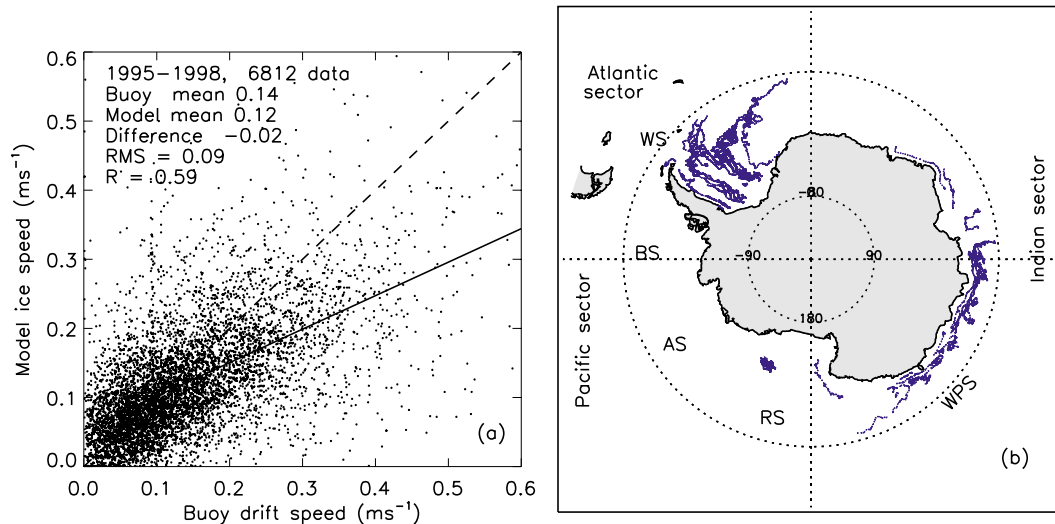 0.6
0.5
0.4
0.3
0.2
0.1
0.0
Model ice speed (ms⁻¹)
0.0 0.1 0.2 0.3 0.4 0.5 0.6
Buoy drift speed (ms⁻¹)
1995−1998, 6812 data
Buoy mean 0.14
Model mean 0.12
Difference −0.02
RMS = 0.09
R = 0.59
(a)
Atlantic
sector
WS
BS
−90
90
180
AS
RS
WPS
Pacific sector
Indian sector
(b)